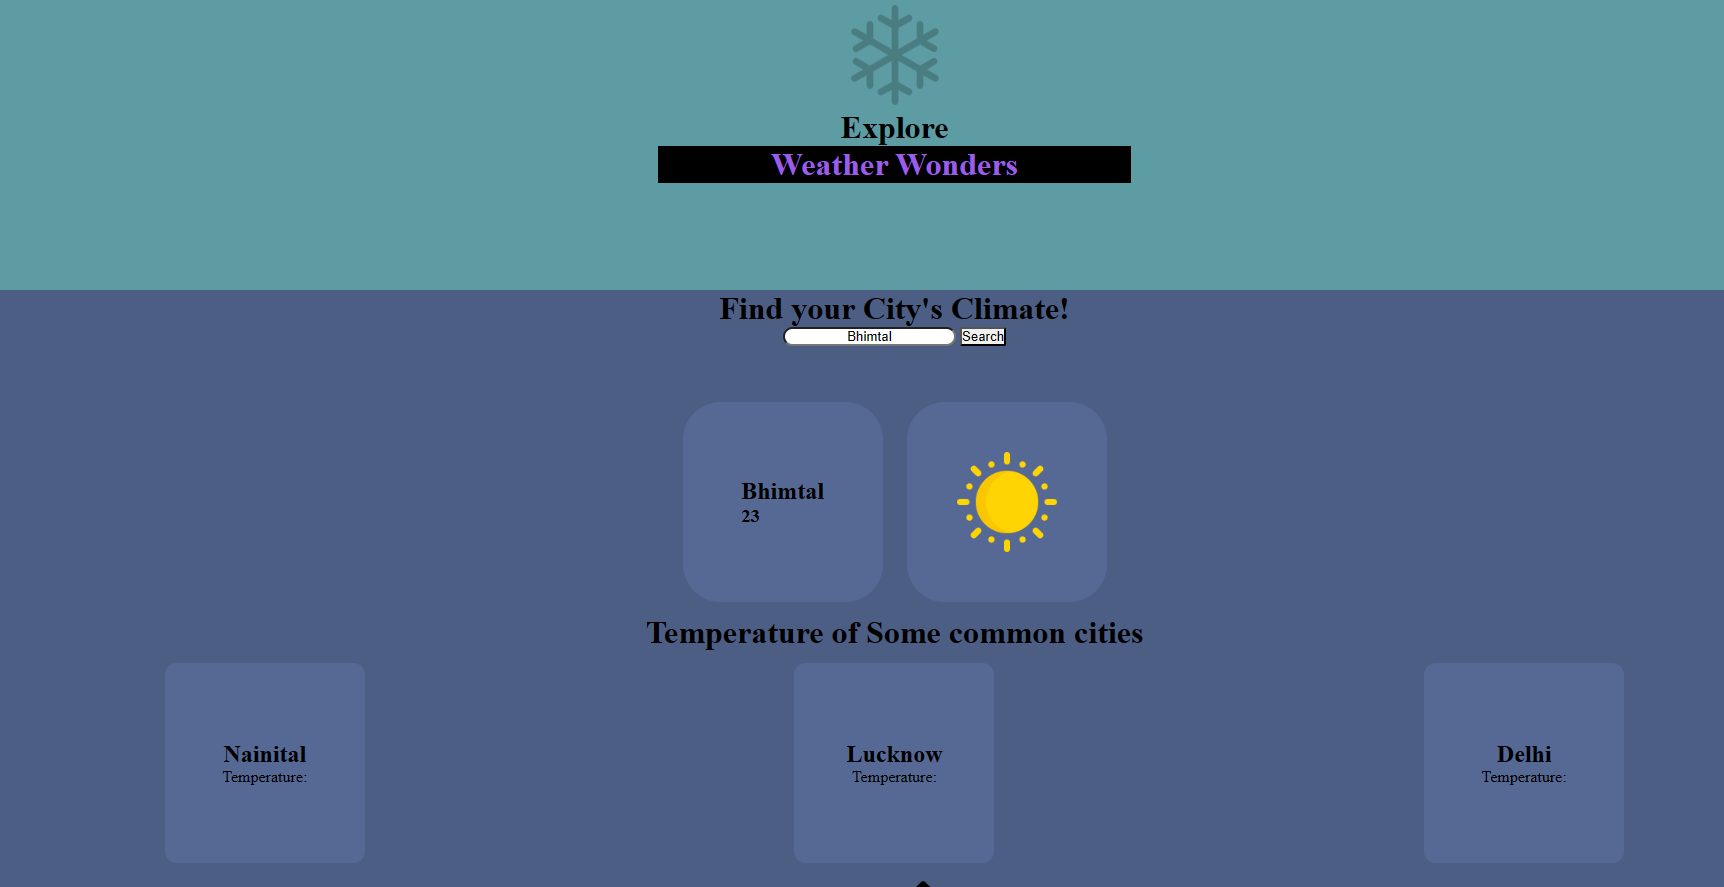 Explore
Weather Wonders
Find your City's Climate!
Bhimtal Search
Bhimtal
23
Temperature of Some common cities
Nainital
Temperature:
Lucknow
Temperature:
Delhi
Temperature: